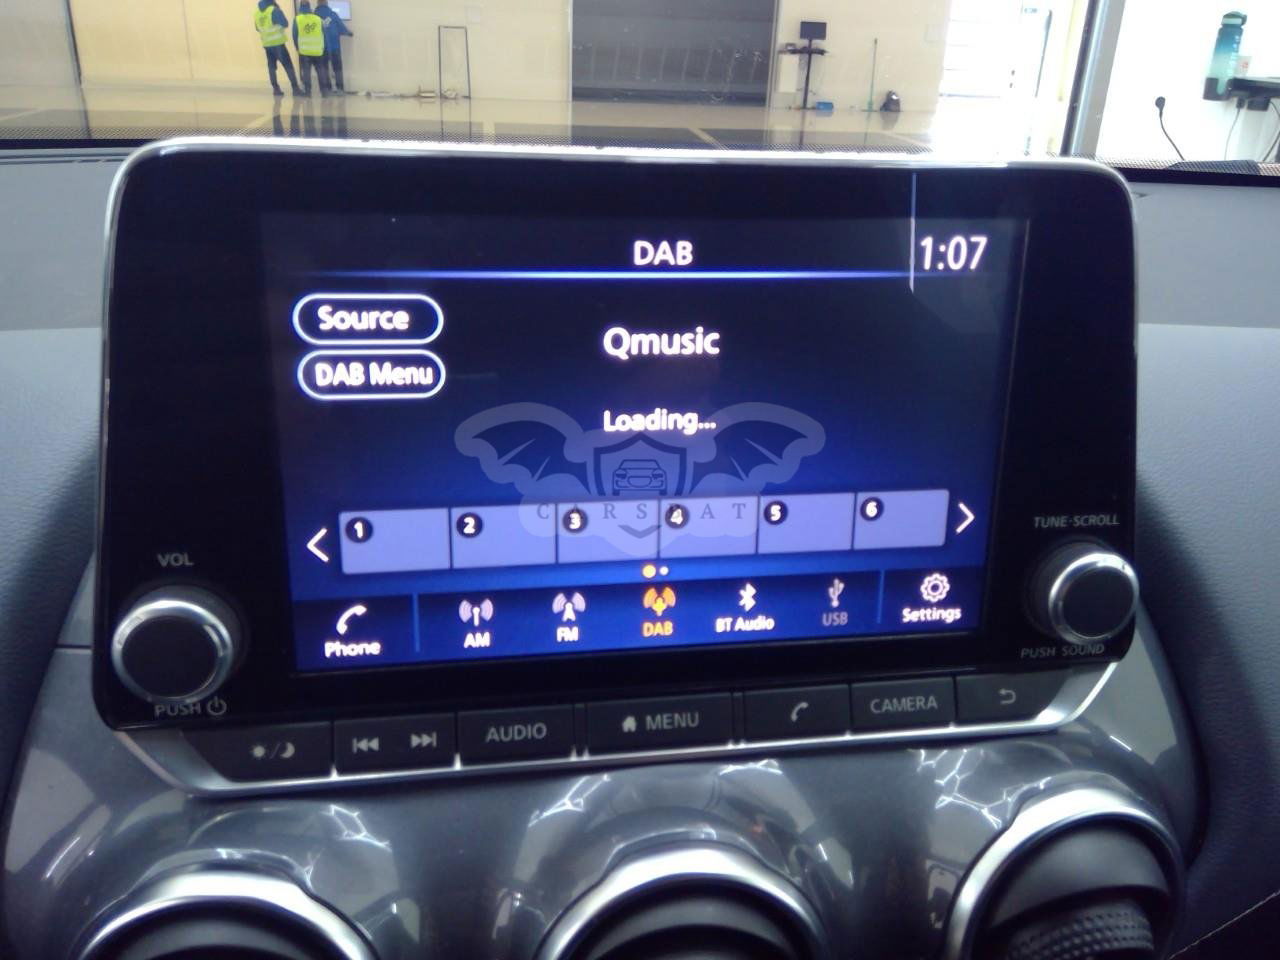 DAB
1:07
Source
Qmusic
DAB Menu
Loading...
CARSBAT
1 2 3 4 5 6
VOL
TUNE·SCROLL
Phone
AM
FM
DAB
BT Audio
USB
Settings
PUSH
PUSH SOUND
AUDIO
MENU
CAMERA